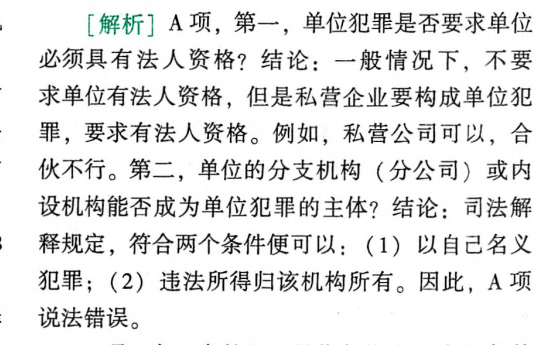 [解析] A 项，第一，单位犯罪是否要求单位
必须具有法人资格？结论：一般情况下，不要
求单位有法人资格，但是私营企业要构成单位犯
罪，要求有法人资格。例如，私营公司可以，合
伙不行。第二，单位的分支机构（分公司）或内
设机构能否成为单位犯罪的主体？结论：司法解
释规定，符合两个条件便可以：（1）以自己名义
犯罪；（2）违法所得归该机构所有。因此，A 项
说法错误。